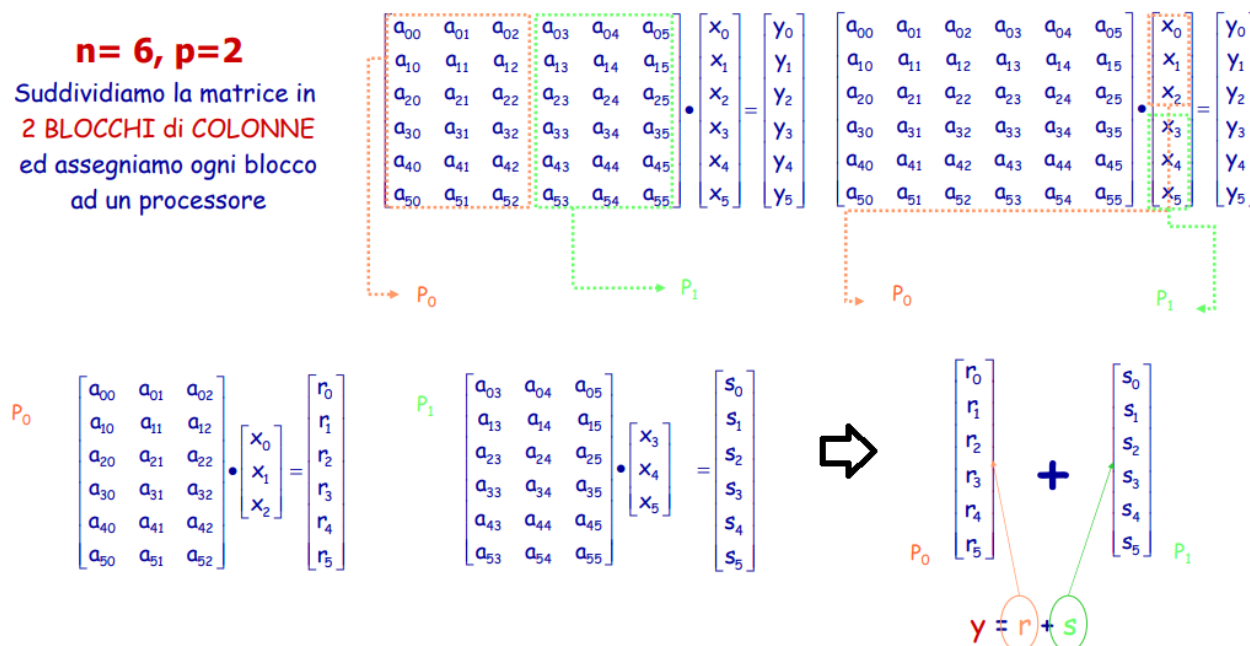 n= 6, p=2
Suddividiamo la matrice in
2 BLOCCHI di COLONNE
ed assegniamo ogni blocco
ad un processore
a₀₀ a₀₁ a₀₂ a₀₃ a₀₄ a₀₅ x₀ y₀
a₁₀ a₁₁ a₁₂ a₁₃ a₁₄ a₁₅ x₁ y₁
a₂₀ a₂₁ a₂₂ a₂₃ a₂₄ a₂₅ x₂ y₂
a₃₀ a₃₁ a₃₂ a₃₃ a₃₄ a₃₅ • x₃ = y₃
a₄₀ a₄₁ a₄₂ a₄₃ a₄₄ a₄₅ x₄ y₄
a₅₀ a₅₁ a₅₂ a₅₃ a₅₄ a₅₅ x₅ y₅
P₀ P₁
a₀₀ a₀₁ a₀₂ a₀₃ a₀₄ a₀₅ x₀ y₀
a₁₀ a₁₁ a₁₂ a₁₃ a₁₄ a₁₅ x₁ y₁
a₂₀ a₂₁ a₂₂ a₂₃ a₂₄ a₂₅ x₂ y₂
a₃₀ a₃₁ a₃₂ a₃₃ a₃₄ a₃₅ • x₃ = y₃
a₄₀ a₄₁ a₄₂ a₄₃ a₄₄ a₄₅ x₄ y₄
a₅₀ a₅₁ a₅₂ a₅₃ a₅₄ a₅₅ x₅ y₅
P₀ P₁
P₀
a₀₀ a₀₁ a₀₂ r₀
a₁₀ a₁₁ a₁₂ x₀ r₁
a₂₀ a₂₁ a₂₂ • x₁ = r₂
a₃₀ a₃₁ a₃₂ x₂ r₃
a₄₀ a₄₁ a₄₂ r₄
a₅₀ a₅₁ a₅₂ r₅
P₁
a₀₃ a₀₄ a₀₅ s₀
a₁₃ a₁₄ a₁₅ x₃ s₁
a₂₃ a₂₄ a₂₅ • x₄ = s₂
a₃₃ a₃₄ a₃₅ x₅ s₃
a₄₃ a₄₄ a₄₅ s₄
a₅₃ a₅₄ a₅₅ s₅
r₀ s₀
r₁ s₁
r₂ s₂
r₃ + s₃
r₄ s₄
r₅ s₅
P₀ P₁
y = r + s